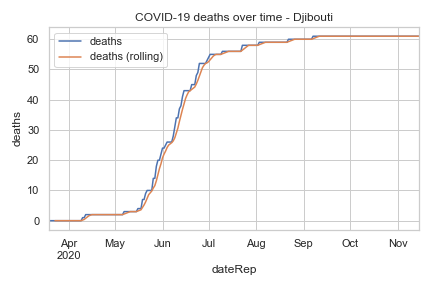 COVID-19 deaths over time - Djibouti
deaths
deaths (rolling)
deaths
60
50
40
30
20
10
0
Apr May Jun Jul Aug Sep Oct Nov
2020
dateRep